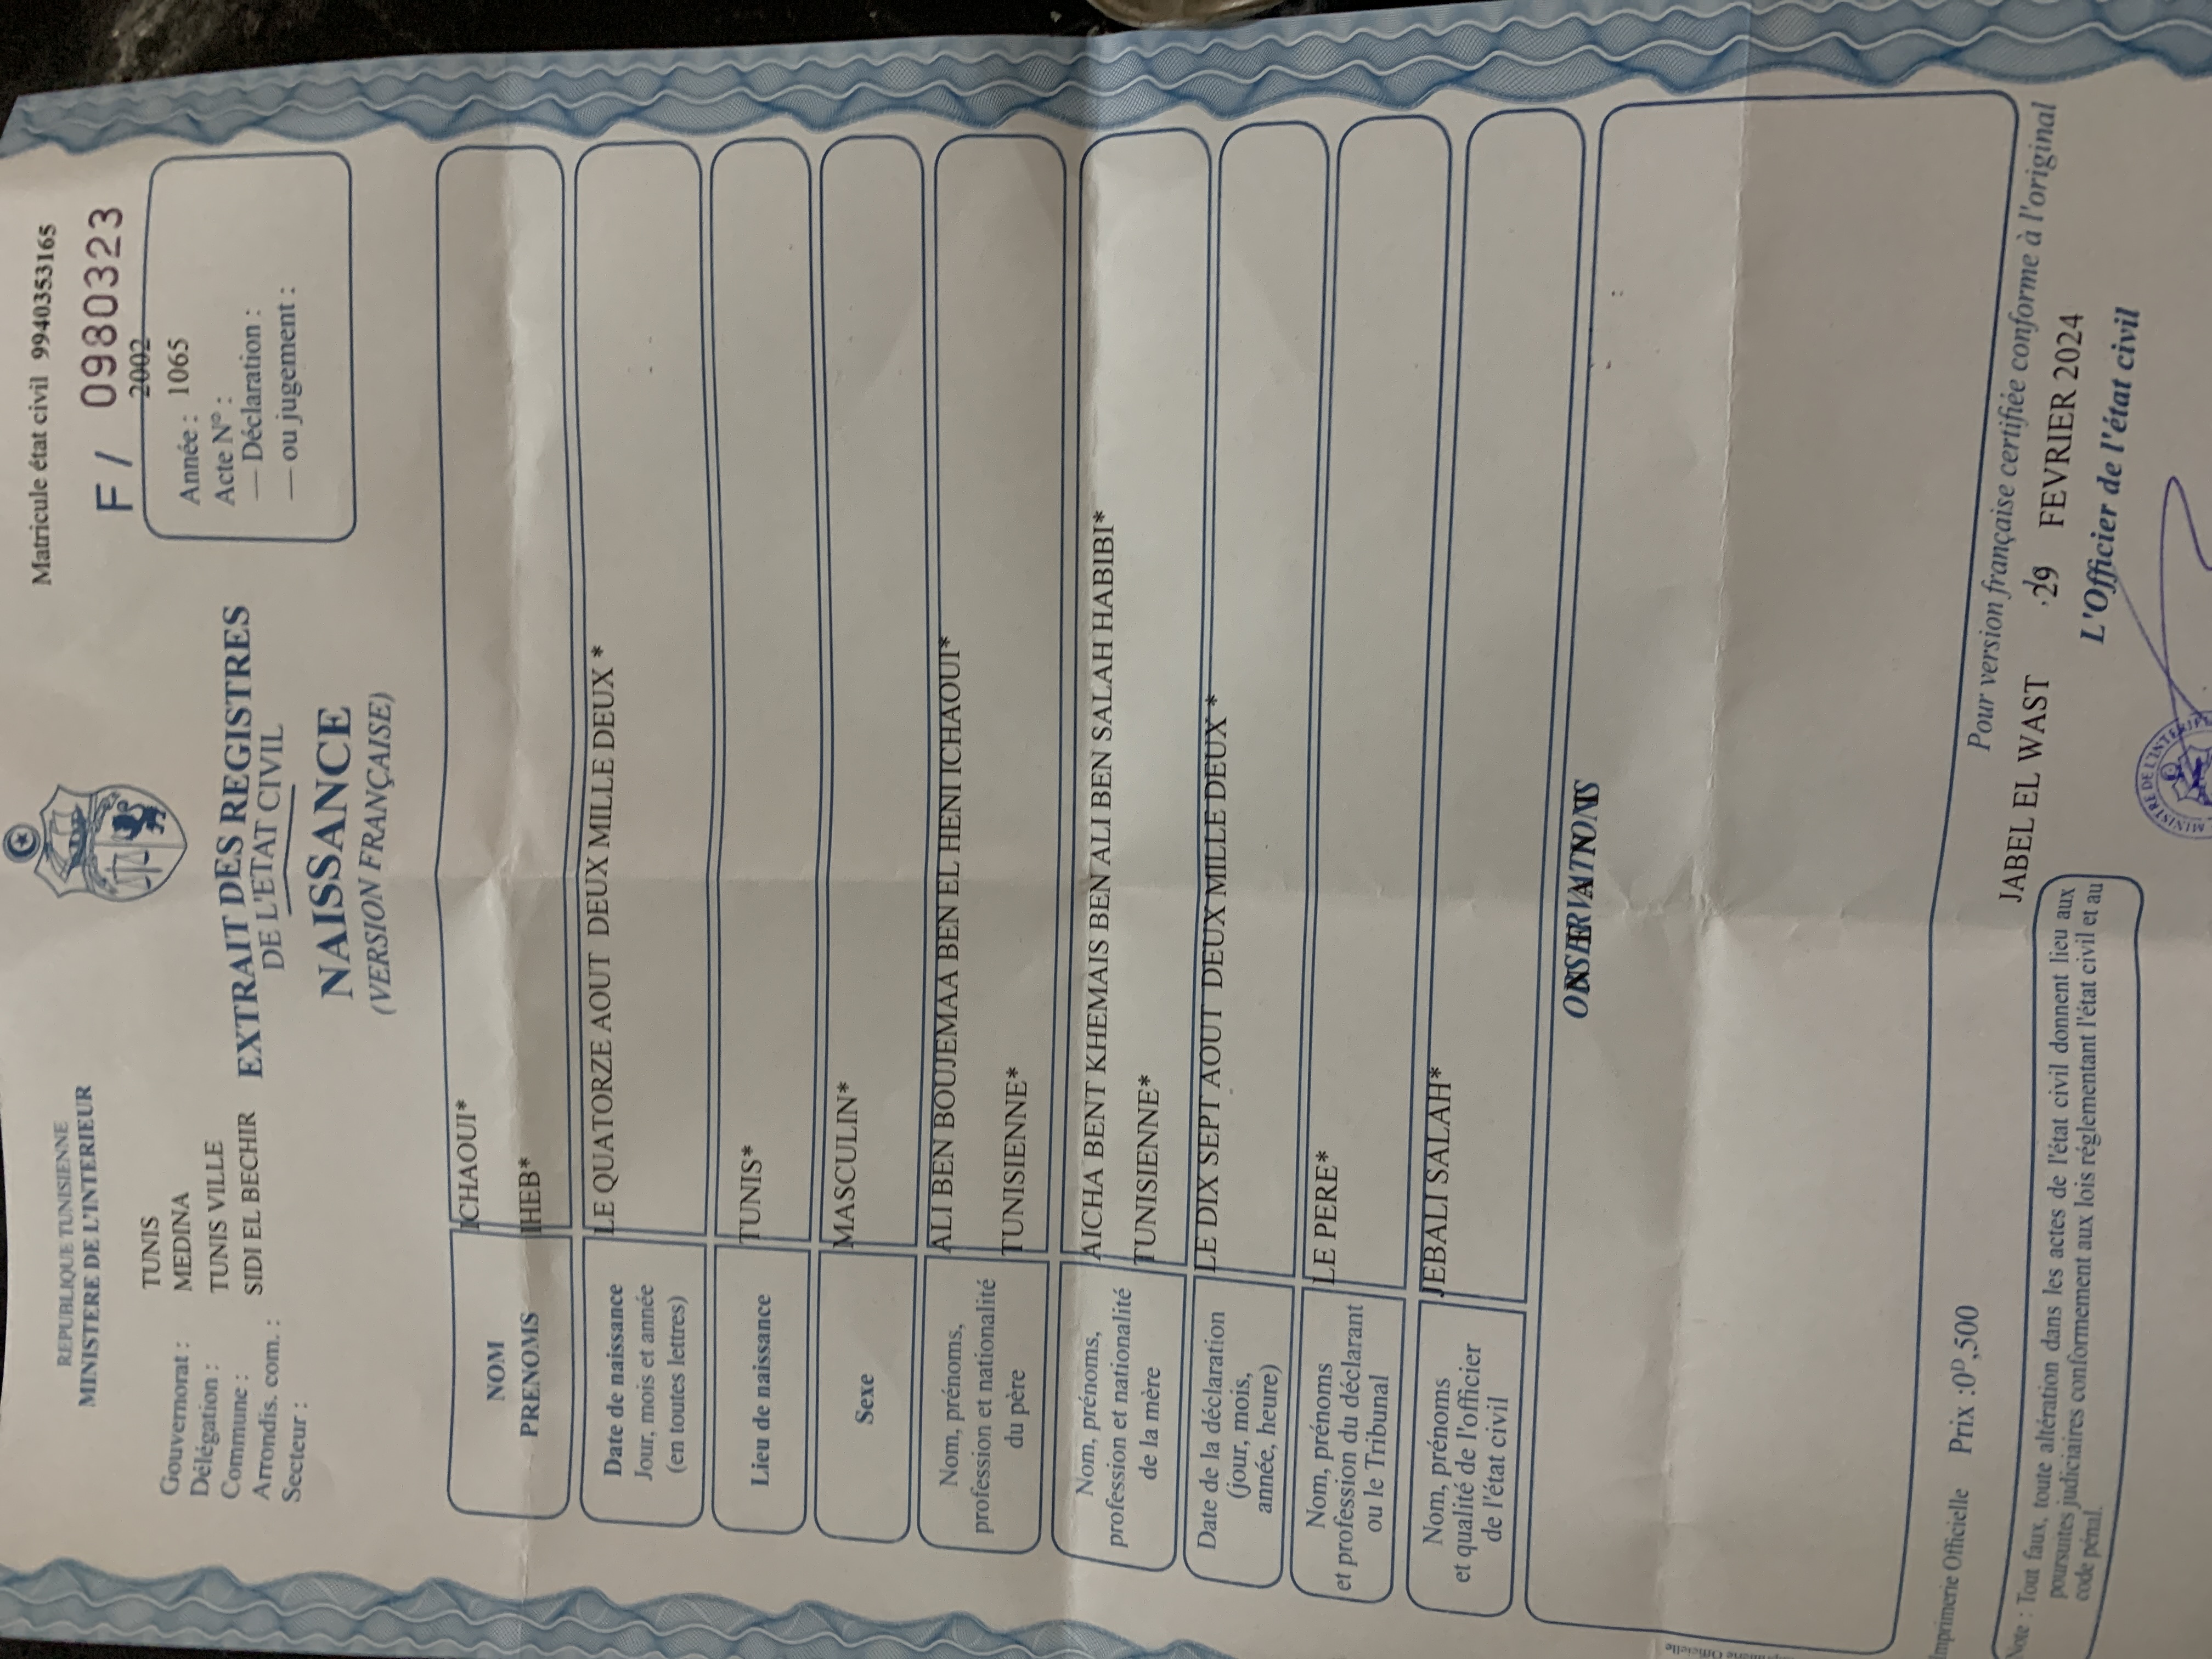 Matricule état civil 9940353165
REPUBLIQUE TUNISIENNE
MINISTERE DE L'INTERIEUR
F / 0980323
Gouvernorat : TUNIS
Délégation : MEDINA
Commune : TUNIS VILLE
Arrondis. com. : SIDI EL BECHIR
Secteur :
EXTRAIT DES REGISTRES
DE L'ETAT CIVIL
NAISSANCE
(VERSION FRANÇAISE)
2002
Année : 1065
Acte N° :
— Déclaration :
— ou jugement :
NOM ICHAOUI*
PRENOMS IHEB*
Date de naissance LE QUATORZE AOUT DEUX MILLE DEUX *
Jour, mois et année
(en toutes lettres)
Lieu de naissance TUNIS*
Sexe MASCULIN*
Nom, prénoms, ALI BEN BOUJEMAA BEN EL HENI ICHAOUI*
profession et nationalité
du père TUNISIENNE*
Nom, prénoms, AICHA BENT KHEMAIS BEN ALI BEN SALAH HABIBI*
profession et nationalité
de la mère TUNISIENNE*
Date de la déclaration LE DIX SEPT AOUT DEUX MILLE DEUX *
(jour, mois,
année, heure)
Nom, prénoms LE PERE*
et profession du déclarant
ou le Tribunal
Nom, prénoms JEBALI SALAH*
et qualité de l'officier
de l'état civil
Imprimerie Officielle Prix :0D,500
Pour version française certifiée conforme à l'original
JABEL EL WAST 29 FEVRIER 2024
L'Officier de l'état civil
Note : Tout faux, toute altération dans les actes de l'état civil donnent lieu aux
poursuites judiciaires conformement aux lois réglementant l'état civil et au
code pénal.
MINISTRE DE L'INTERIE